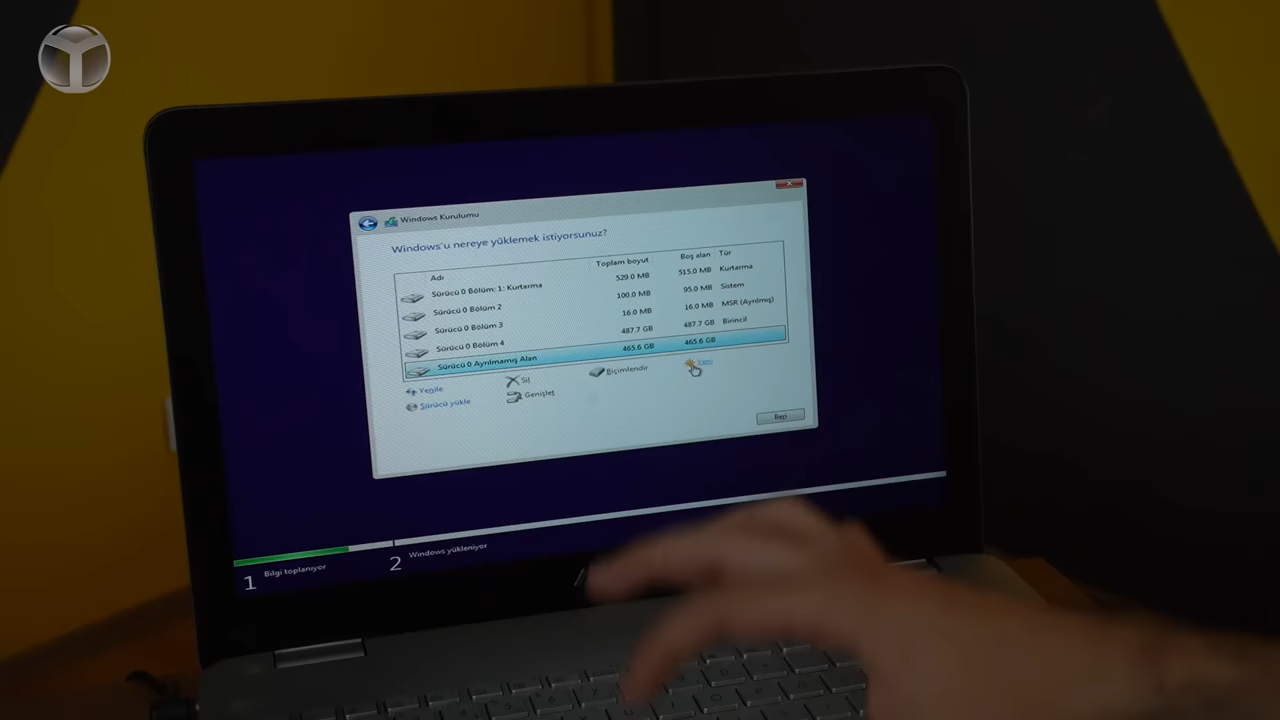 Windows Kurulumu
Windows'u nereye yüklemek istiyorsunuz?
Adı Toplam boyut Boş alan Tür
Sürücü 0 Bölüm: 1: Kurtarma 529.0 MB 515.0 MB Kurtarma
Sürücü 0 Bölüm 2 100.0 MB 95.0 MB Sistem
Sürücü 0 Bölüm 3 16.0 MB 16.0 MB MSR (Ayrılmış)
Sürücü 0 Bölüm 4 487.7 GB 487.7 GB Birincil
Sürücü 0 Ayrılmamış Alan 465.6 GB 465.6 GB
Yenile Sil Biçimlendir Yeni
Sürücü yükle Genişlet
İleri
1 Bilgi toplanıyor 2 Windows yükleniyor